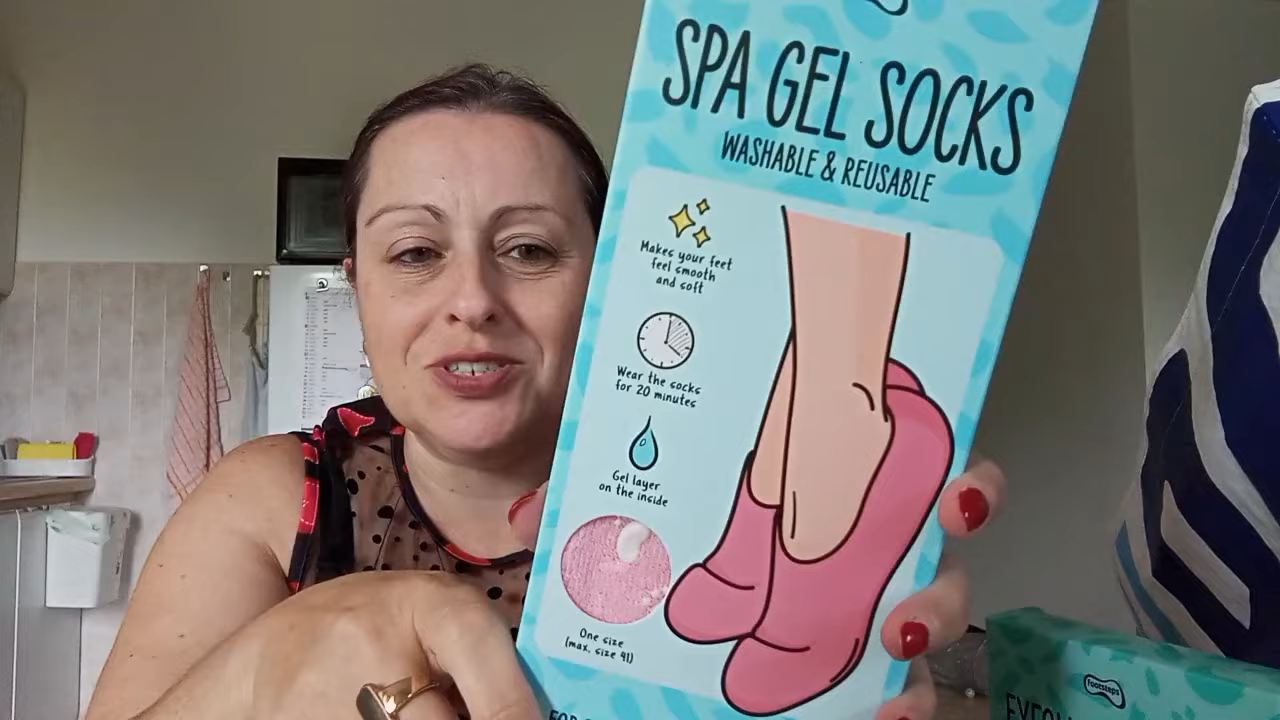 SPA GEL SOCKS
WASHABLE & REUSABLE
Makes your feet
feel smooth
and soft
Wear the socks
for 20 minutes
Gel layer
on the inside
One size
(max. size 41)
footsteps